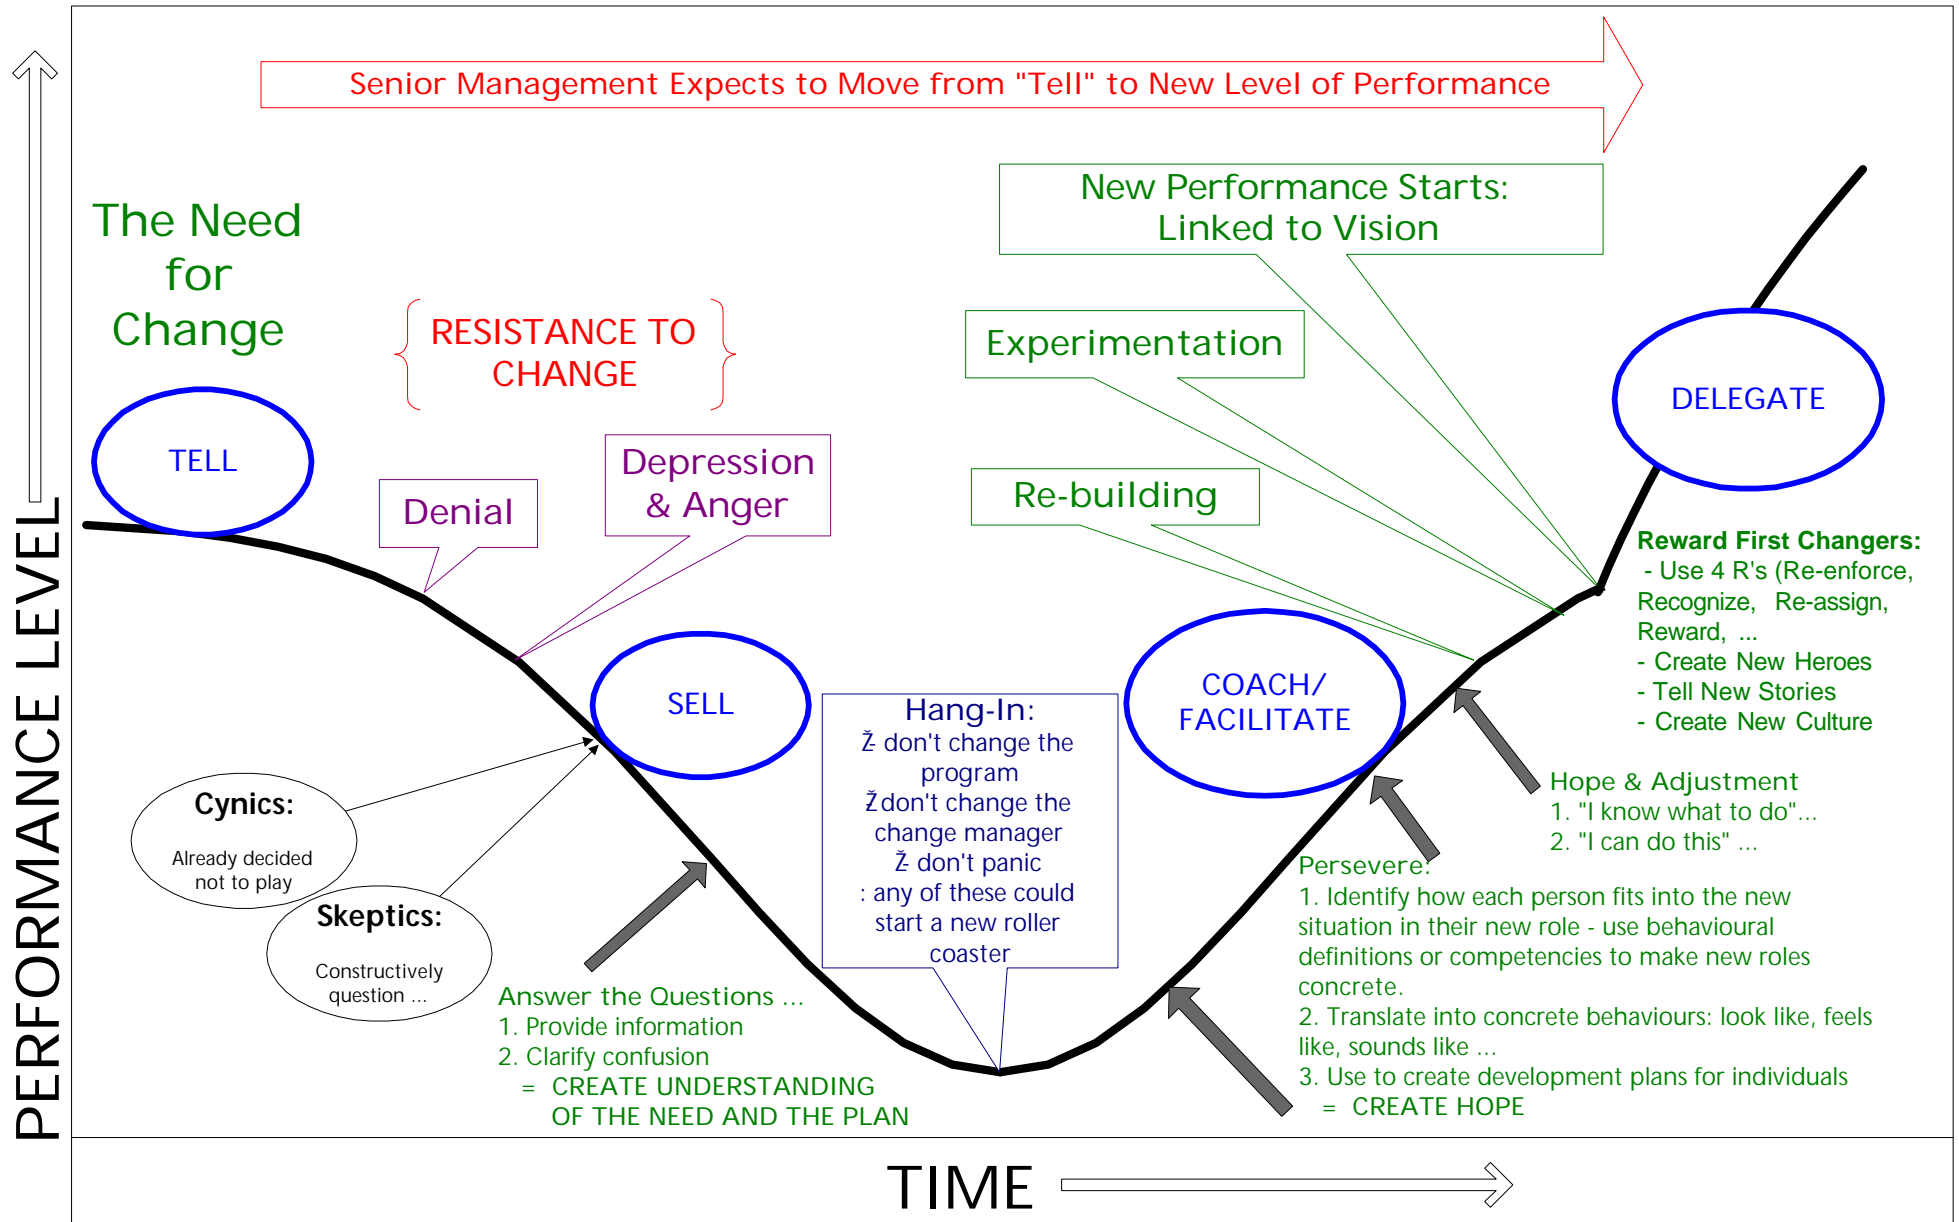 Senior Management Expects to Move from "Tell" to New Level of Performance
The Need
for
Change
RESISTANCE TO
CHANGE
New Performance Starts:
Linked to Vision
Experimentation
Re-building
DELEGATE
TELL
Denial
Depression
& Anger
SELL
COACH/
FACILITATE
Hang-In:
Ž- don't change the
program
Ž don't change the
change manager
Ž- don't panic
: any of these could
start a new roller
coaster
Cynics:
Already decided
not to play
Skeptics:
Constructively
question ...
Answer the Questions ...
1. Provide information
2. Clarify confusion
= CREATE UNDERSTANDING
OF THE NEED AND THE PLAN
Reward First Changers:
- Use 4 R's (Re-enforce,
Recognize, Re-assign,
Reward, ...
- Create New Heroes
- Tell New Stories
- Create New Culture
Hope & Adjustment
1. "I know what to do"...
2. "I can do this" ...
Persevere:
1. Identify how each person fits into the new
situation in their new role - use behavioural
definitions or competencies to make new roles
concrete.
2. Translate into concrete behaviours: look like, feels
like, sounds like ...
3. Use to create development plans for individuals
= CREATE HOPE
PERFORMANCE LEVEL
TIME